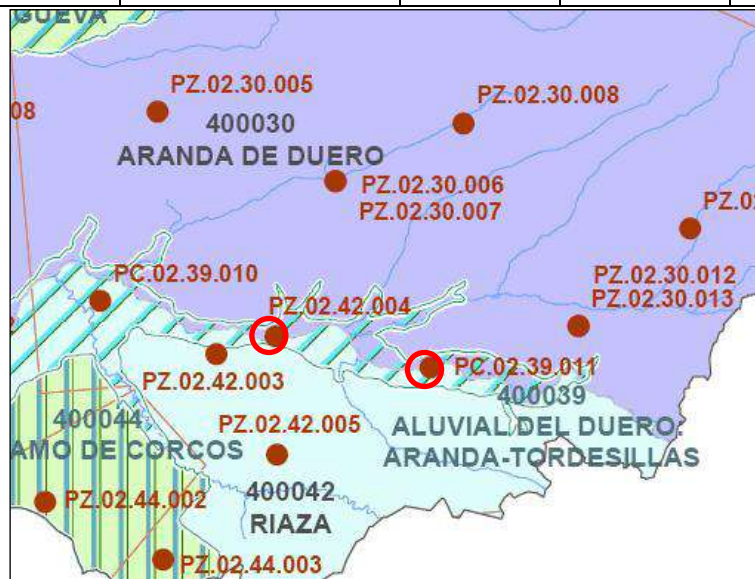 GÜEVA
PZ.02.30.005
PZ.02.30.008
08
400030
ARANDA DE DUERO
PZ.02.30.006
PZ.02.30.007
PZ.0
PC.02.39.010
PZ.02.30.012
PZ.02.30.013
PZ.02.42.004
PC.02.39.011
PZ.02.42.003
400039
400044
PZ.02.42.005
ALUVIAL DEL DUERO:
AMO DE CORCOS
ARANDA-TORDESILLAS
PZ.02.44.002
400042
RIAZA
PZ.02.44.003